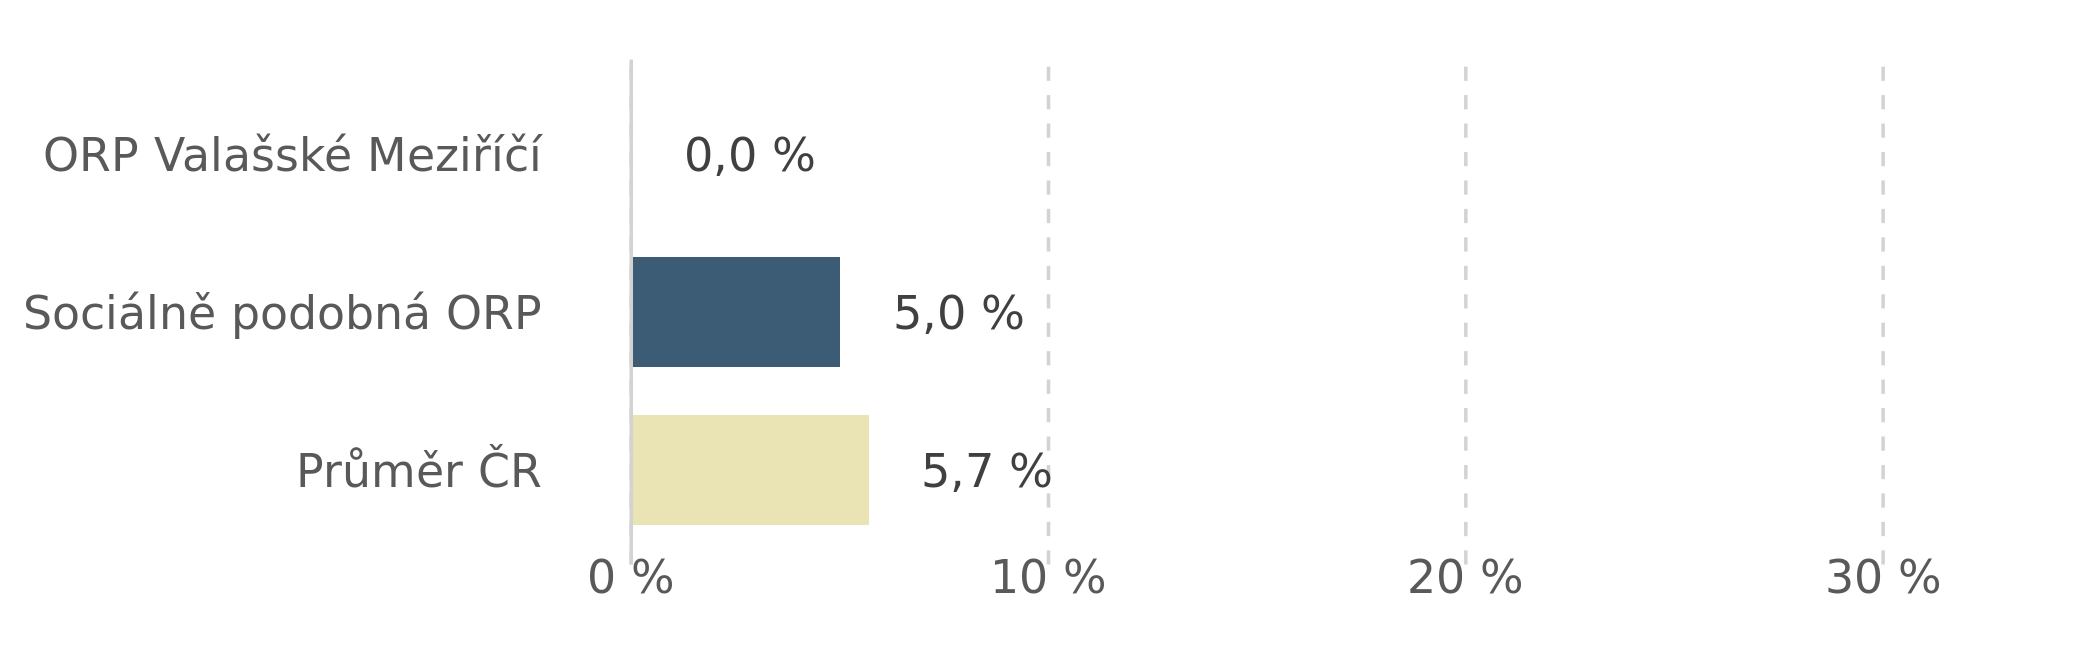 ORP Valašské Meziříčí 0,0 %
Sociálně podobná ORP 5,0 %
Průměr ČR 5,7 %
0 % 10 % 20 % 30 %